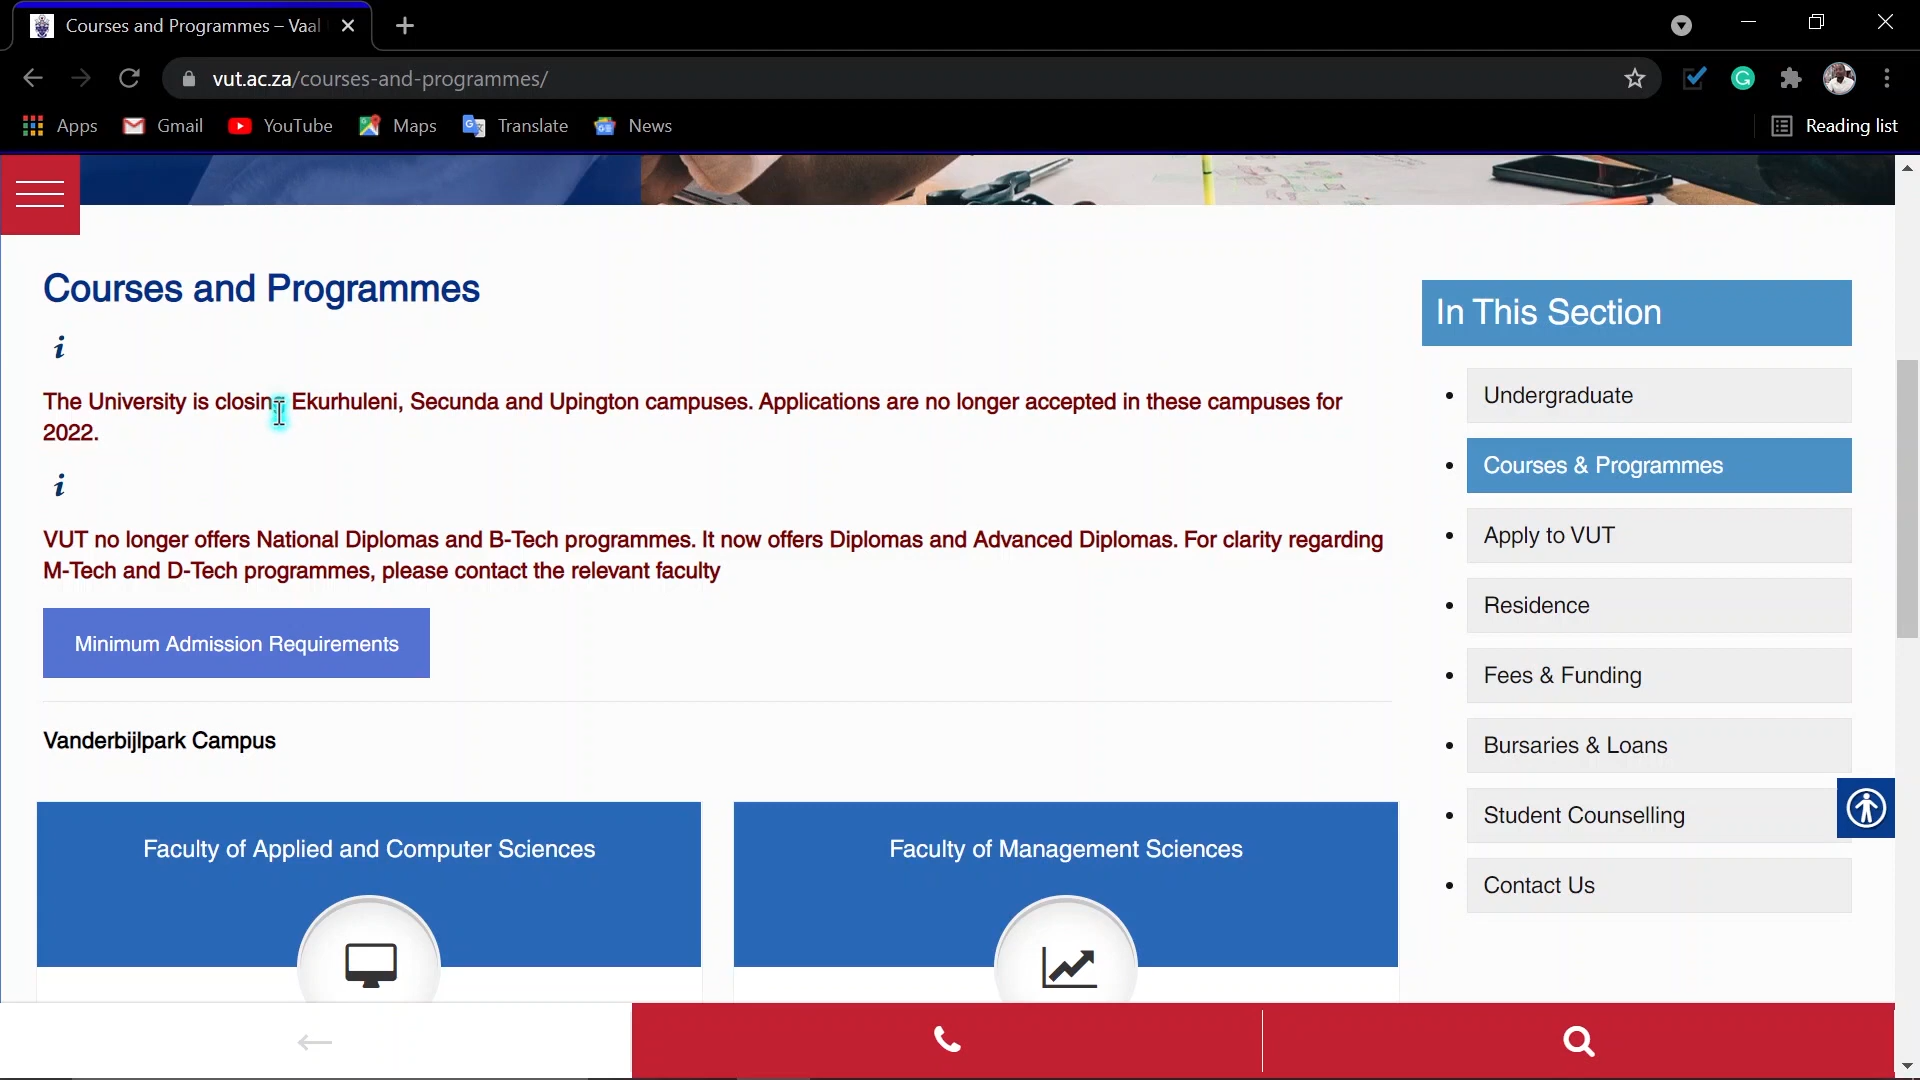 Courses and Programmes – Vaal
vut.ac.za/courses-and-programmes/
Apps
Gmail
YouTube
Maps
Translate
News
Reading list
Courses and Programmes
i
The University is closing Ekurhuleni, Secunda and Upington campuses. Applications are no longer accepted in these campuses for
2022.
i
VUT no longer offers National Diplomas and B-Tech programmes. It now offers Diplomas and Advanced Diplomas. For clarity regarding
M-Tech and D-Tech programmes, please contact the relevant faculty
Minimum Admission Requirements
Vanderbijlpark Campus
Faculty of Applied and Computer Sciences
Faculty of Management Sciences
In This Section
Undergraduate
Courses & Programmes
Apply to VUT
Residence
Fees & Funding
Bursaries & Loans
Student Counselling
Contact Us